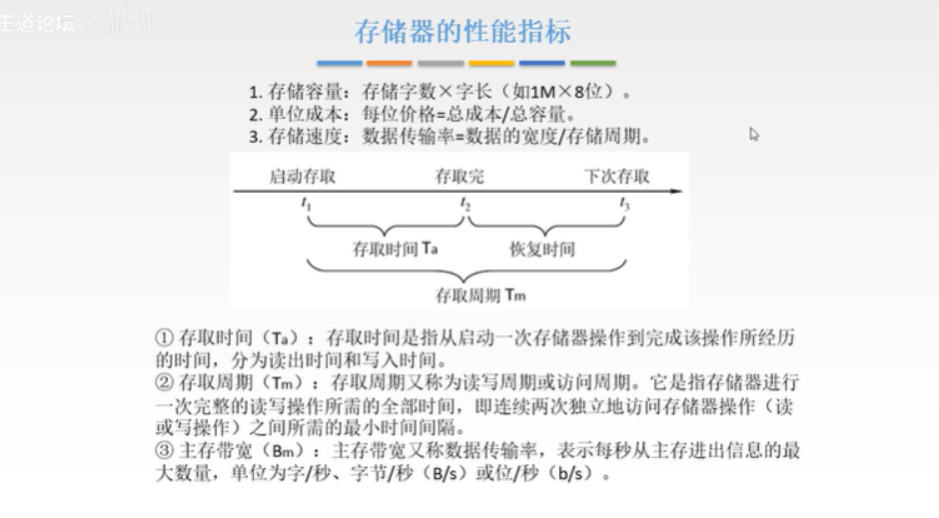 王道论坛
存储器的性能指标
1. 存储容量：存储字数×字长（如1M×8位）。
2. 单位成本：每位价格=总成本/总容量。
3. 存储速度：数据传输率=数据的宽度/存储周期。
启动存取 存取完 下次存取
t1 t2 t3
存取时间 Ta 恢复时间
存取周期 Tm
① 存取时间（Ta）：存取时间是指从启动一次存储器操作到完成该操作所经历
的时间，分为读出时间和写入时间。
② 存取周期（Tm）：存取周期又称为读写周期或访问周期。它是指存储器进行
一次完整的读写操作所需的全部时间，即连续两次独立地访问存储器操作（读
或写操作）之间所需的最小时间间隔。
③ 主存带宽（Bm）：主存带宽又称数据传输率，表示每秒从主存进出信息的最
大数量，单位为字/秒、字节/秒（B/s）或位/秒（b/s）。